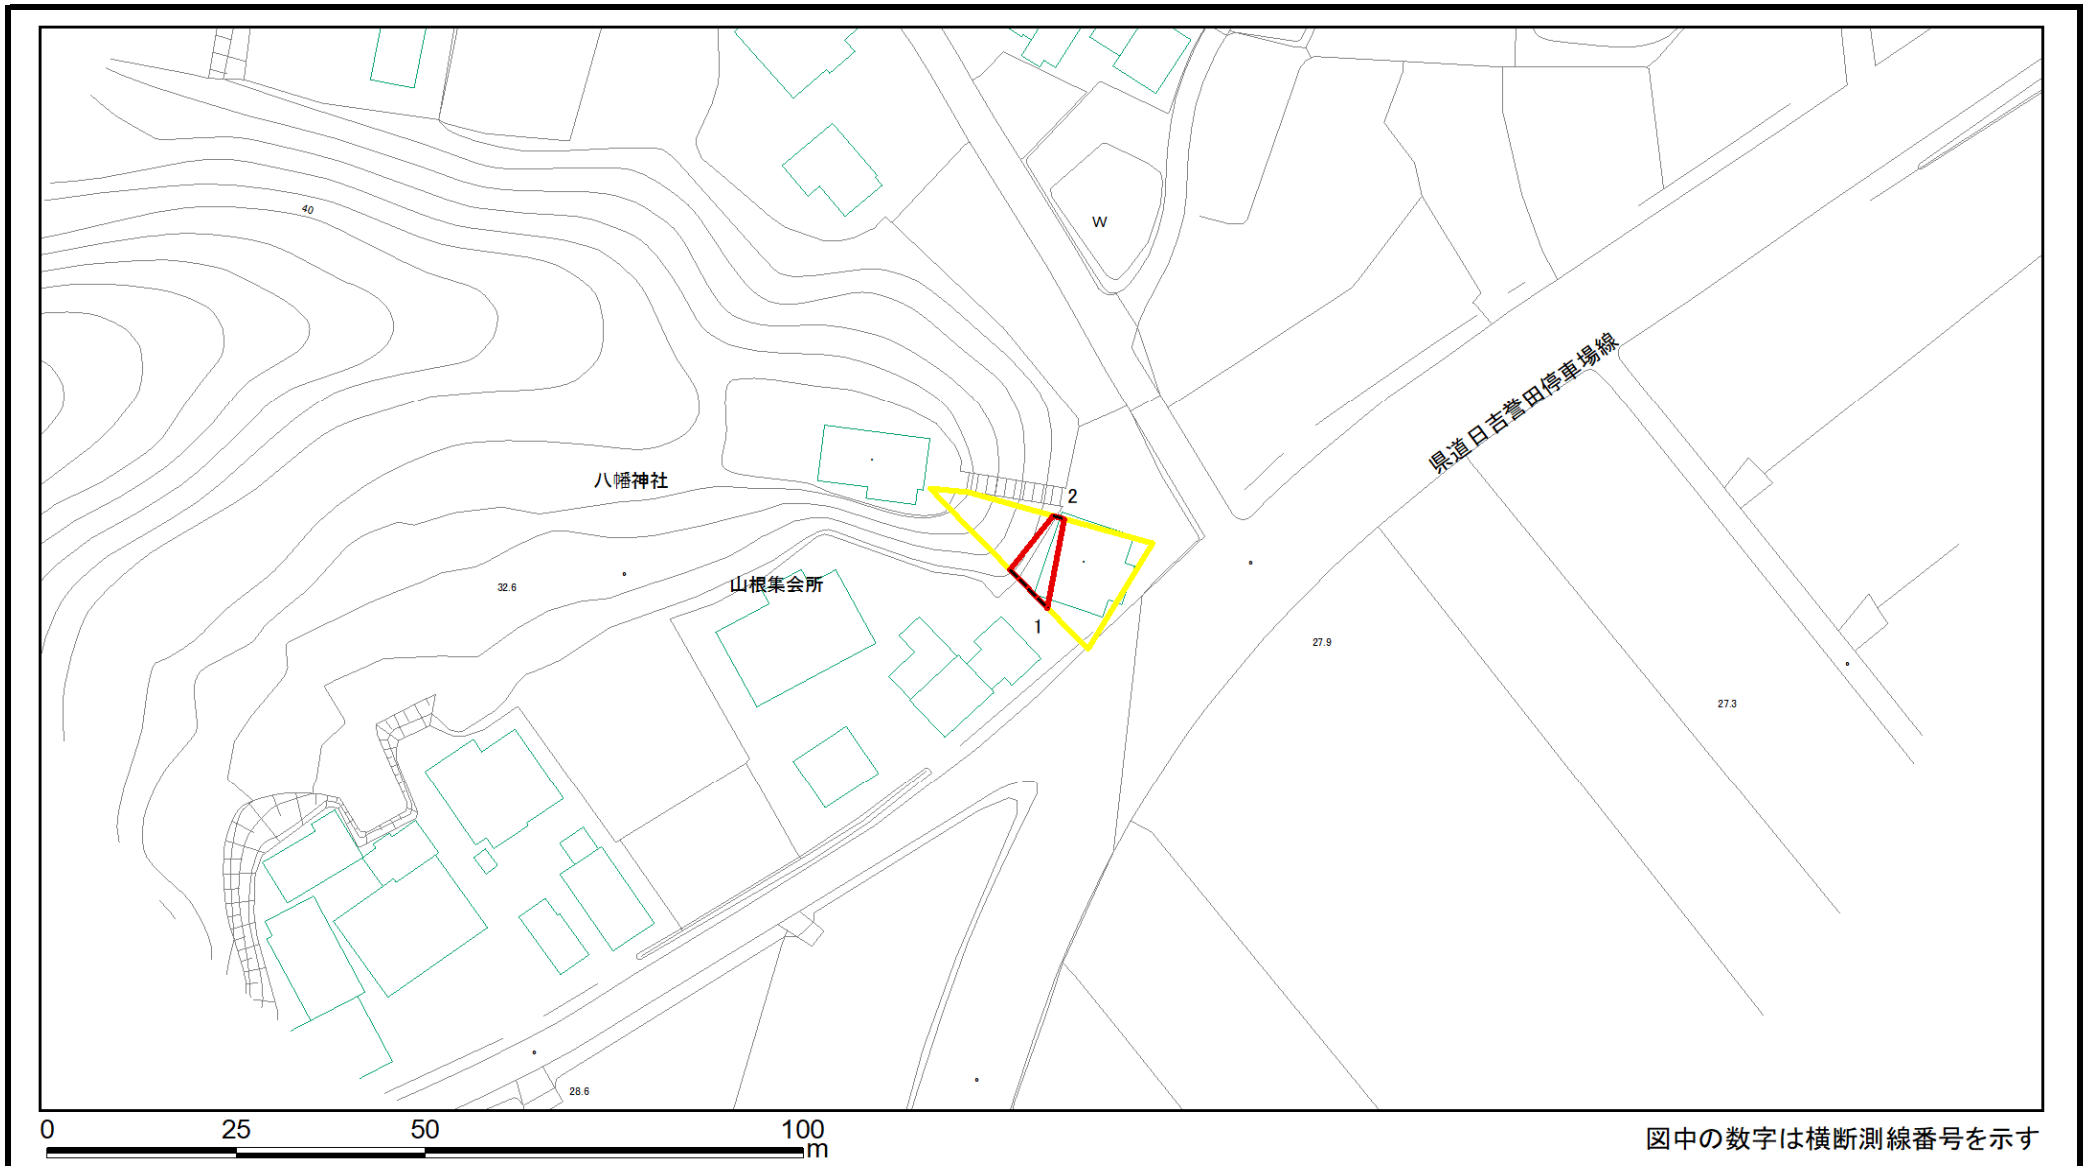 40
W
県道日吉誉田停車場線
八幡神社
2
32.6
山根集会所
1
27.9
27.3
28.6
0 25 50 100
m
図中の数字は横断測線番号を示す